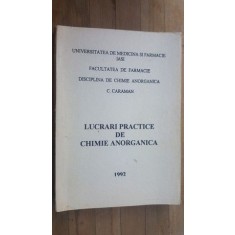 UNIVERSITATEA DE MEDICINA SI FARMACIE
IASI
FACULTATEA DE FARMACIE
DISCIPLINA DE CHIMIE ANORGANICA
C. CARAMAN
LUCRARI PRACTICE
DE
CHIMIE ANORGANICA
1992